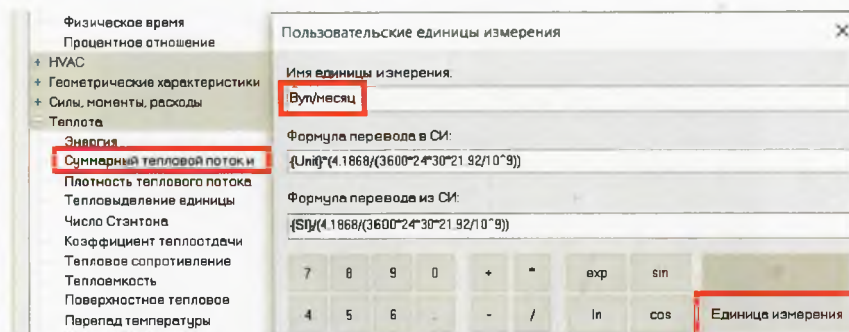 Физическое время
Процентное отношение
+ HVAC
+ Геометрические характеристики
+ Силы, моменты, расходы
- Теплота
Энергия
Суммарный тепловой поток и
Плотность теплового потока
Тепловыделение единицы
Число Стэнтона
Коэффициент теплоотдачи
Тепловое сопротивление
Теплоемкость
Поверхностное тепловое
Перепад температуры
Пользовательские единицы измерения
Имя единицы измерения:
Вуп/месяц
Формула перевода в СИ:
{Unit}*(4.1868/(3600*24*30*21.92/10^9))
Формула перевода из СИ:
{SI}/(4.1868/(3600*24*30*21.92/10^9))
7 8 9 0 + * exp sin
4 5 6 . - / ln cos Единица измерения